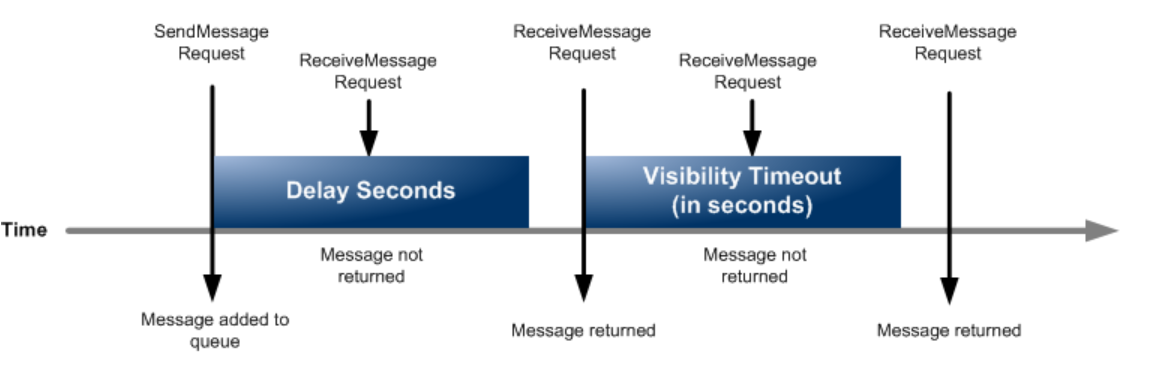 SendMessage
Request
ReceiveMessage
Request
ReceiveMessage
Request
ReceiveMessage
Request
ReceiveMessage
Request
Delay Seconds
Visibility Timeout
(in seconds)
Time
Message not
returned
Message not
returned
Message added to
queue
Message returned
Message returned